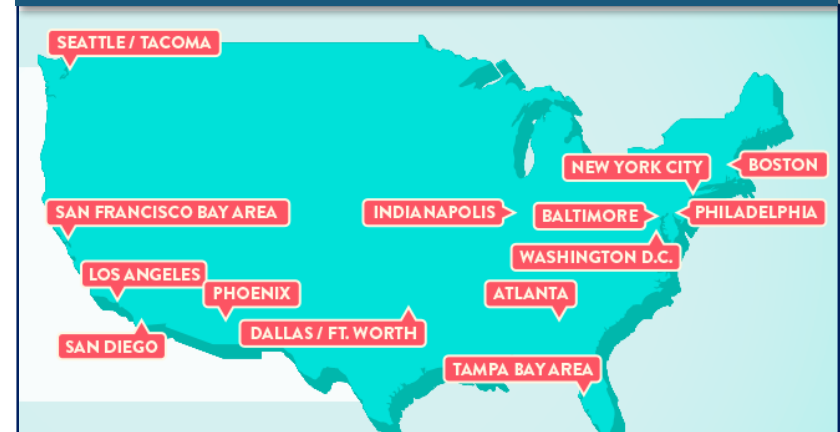 SEATTLE / TACOMA
NEW YORK CITY
BOSTON
SAN FRANCISCO BAY AREA
INDIANAPOLIS
BALTIMORE
PHILADELPHIA
WASHINGTON D.C.
LOS ANGELES
PHOENIX
ATLANTA
DALLAS / FT. WORTH
SAN DIEGO
TAMPA BAY AREA